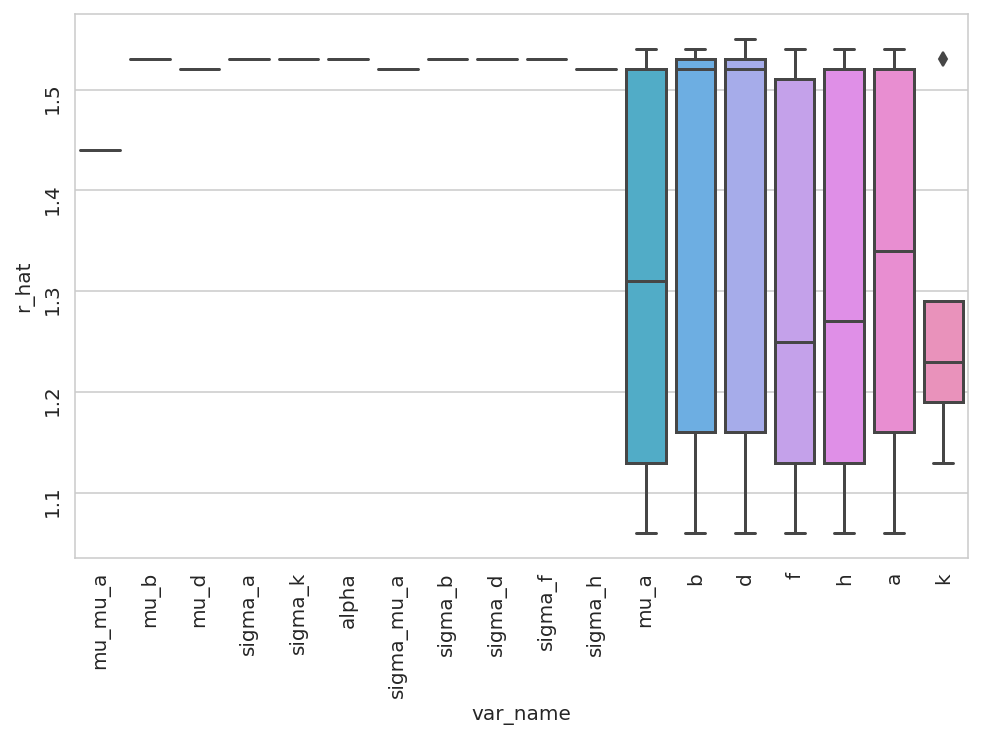 r_hat
1.5
1.4
1.3
1.2
1.1
mu_mu_a
mu_b
mu_d
sigma_a
sigma_k
alpha
sigma_mu_a
sigma_b
sigma_d
sigma_f
sigma_h
mu_a
b
d
f
h
a
k
var_name